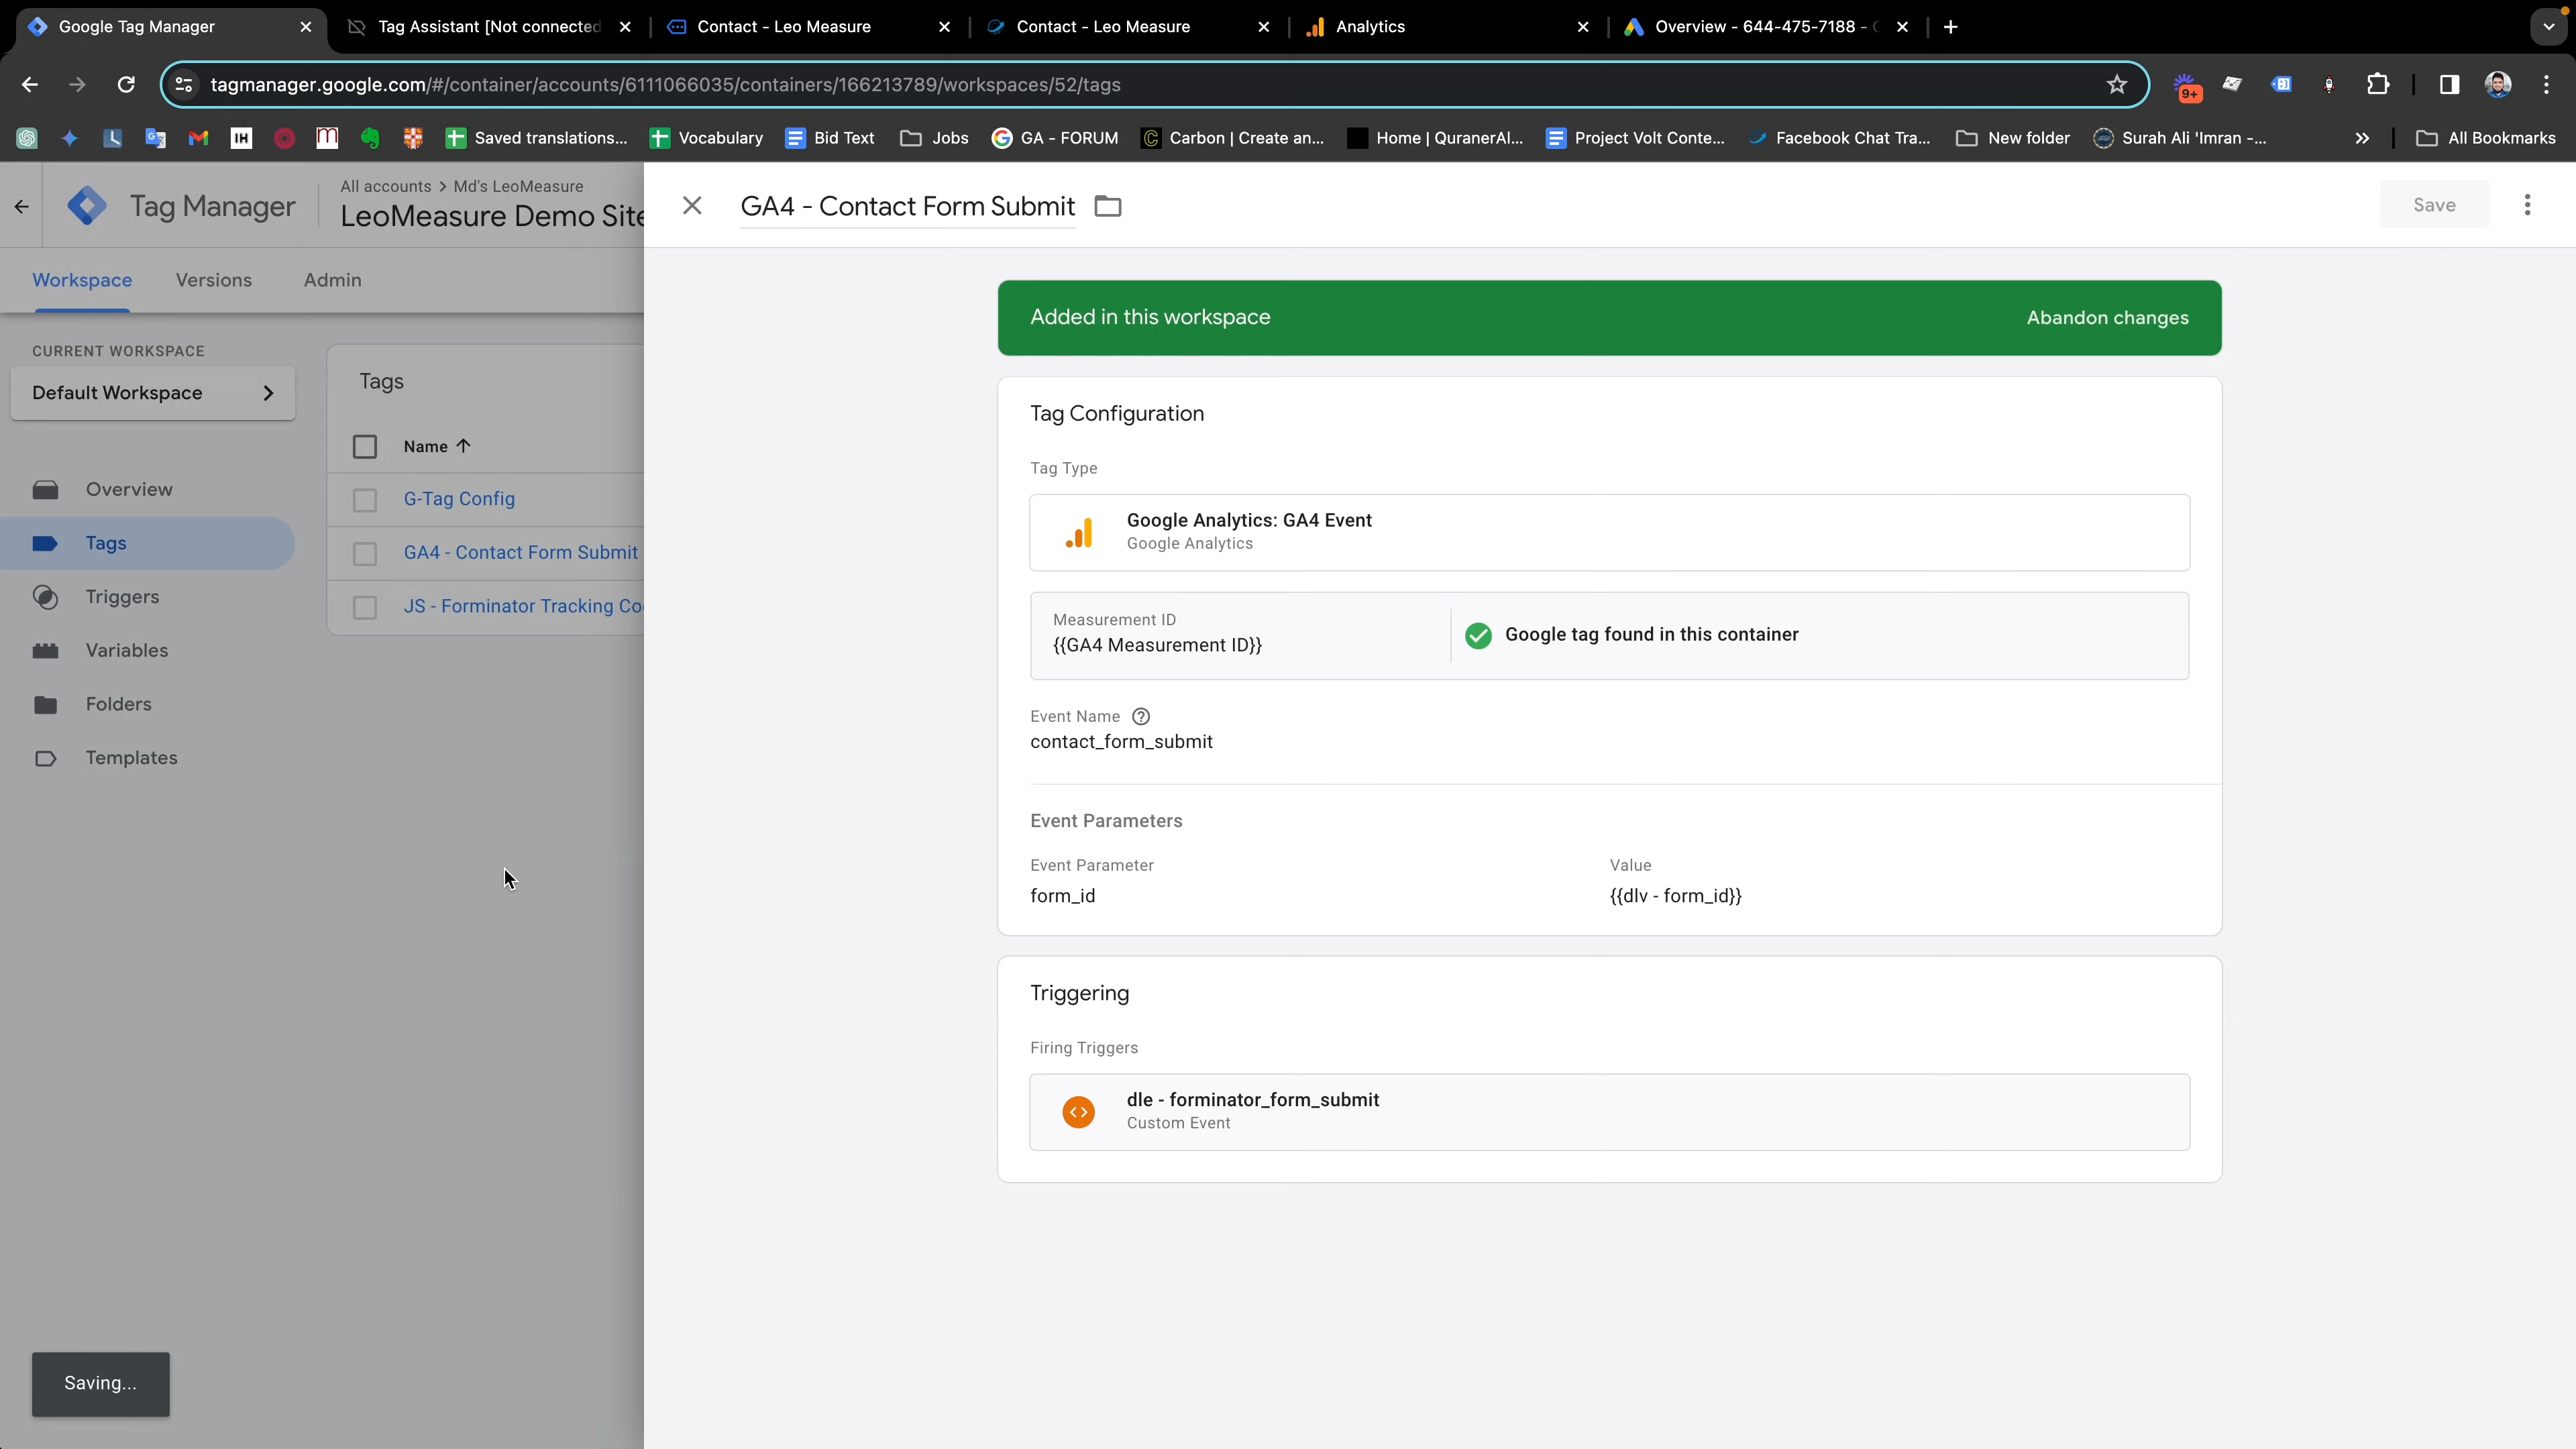 Google Tag Manager
Tag Assistant [Not connected
Contact - Leo Measure
Contact - Leo Measure
Analytics
Overview - 644-475-7188 -
tagmanager.google.com/#/container/accounts/6111066035/containers/166213789/workspaces/52/tags
9+
IH
Saved translations...
Vocabulary
Bid Text
Jobs
GA - FORUM
Carbon | Create an...
Home | QuranerAl...
Project Volt Conte...
Facebook Chat Tra...
New folder
Surah Ali 'Imran -...
All Bookmarks
Tag Manager
All accounts > Md's LeoMeasure
LeoMeasure Demo Site
GA4 - Contact Form Submit
Save
Workspace
Versions
Admin
CURRENT WORKSPACE
Default Workspace
Overview
Tags
Triggers
Variables
Folders
Templates
Tags
Name
G-Tag Config
GA4 - Contact Form Submit
JS - Forminator Tracking Co
Added in this workspace
Abandon changes
Tag Configuration
Tag Type
Google Analytics: GA4 Event
Google Analytics
Measurement ID
{{GA4 Measurement ID}}
Google tag found in this container
Event Name
contact_form_submit
Event Parameters
Event Parameter
Value
form_id
{{dlv - form_id}}
Triggering
Firing Triggers
dle - forminator_form_submit
Custom Event
Saving...